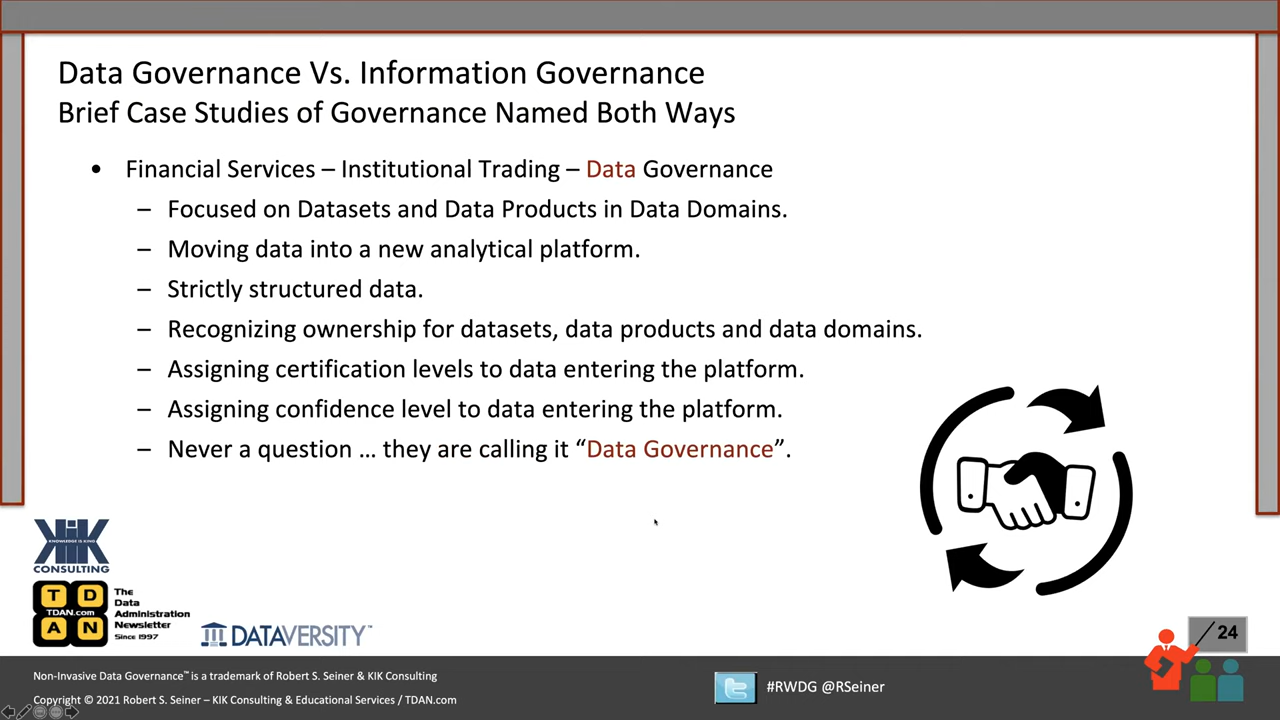 Data Governance Vs. Information Governance
Brief Case Studies of Governance Named Both Ways
• Financial Services – Institutional Trading – Data Governance
– Focused on Datasets and Data Products in Data Domains.
– Moving data into a new analytical platform.
– Strictly structured data.
– Recognizing ownership for datasets, data products and data domains.
– Assigning certification levels to data entering the platform.
– Assigning confidence level to data entering the platform.
– Never a question … they are calling it “Data Governance”.
KIK
KNOWLEDGE IS KING
CONSULTING
T D
TDAN.com
A N
The
Data
Administration
Newsletter
Since 1997
DATAVERSITY™
24
Non-Invasive Data Governance™ is a trademark of Robert S. Seiner & KIK Consulting
Copyright © 2021 Robert S. Seiner – KIK Consulting & Educational Services / TDAN.com
#RWDG @RSeiner